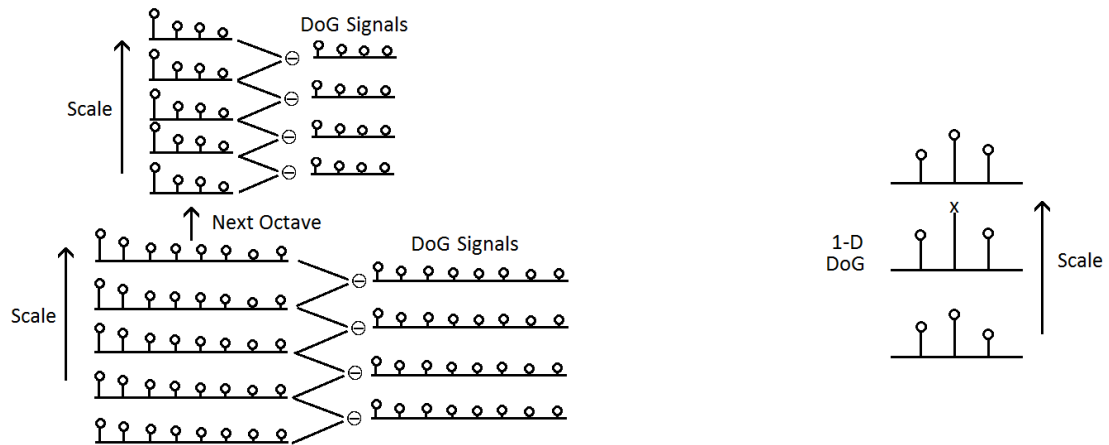 DoG Signals
Scale
Next Octave
DoG Signals
Scale
x
1-D
DoG
Scale